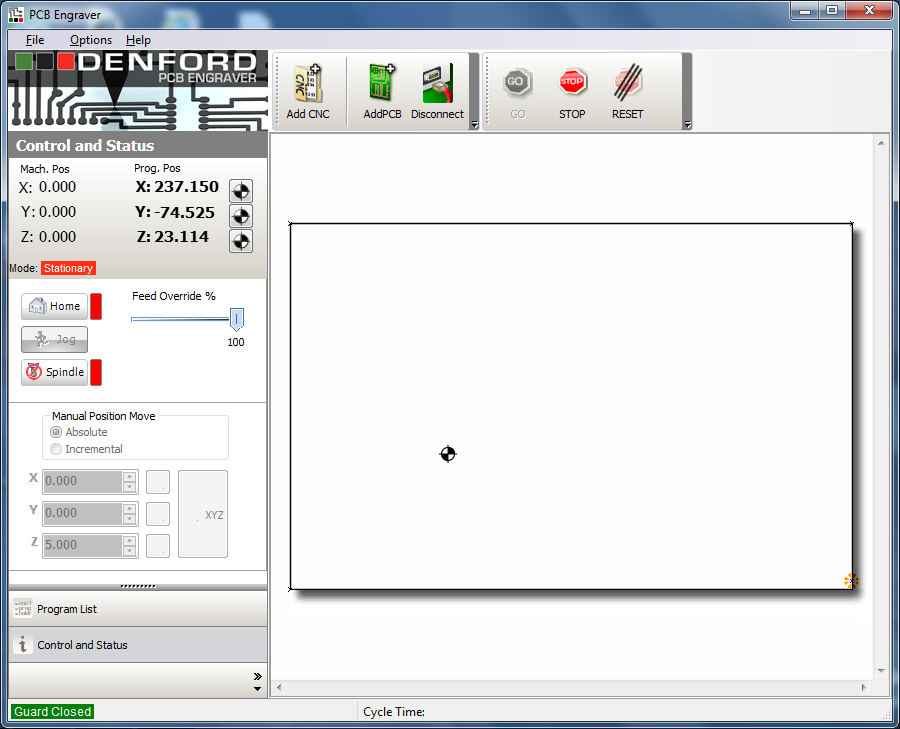 PCB Engraver
File Options Help
DENFORD
PCB ENGRAVER
CNC
Add CNC
AddPCB
Disconnect
GO
GO
STOP
STOP
RESET
Control and Status
Mach. Pos Prog. Pos
X: 0.000 X: 237.150
Y: 0.000 Y: -74.525
Z: 0.000 Z: 23.114
Mode: Stationary
Home
Feed Override %
Jog
100
Spindle
Manual Position Move
Absolute
Incremental
X 0.000
Y 0.000
XYZ
Z 5.000
Program List
Control and Status
Guard Closed
Cycle Time: